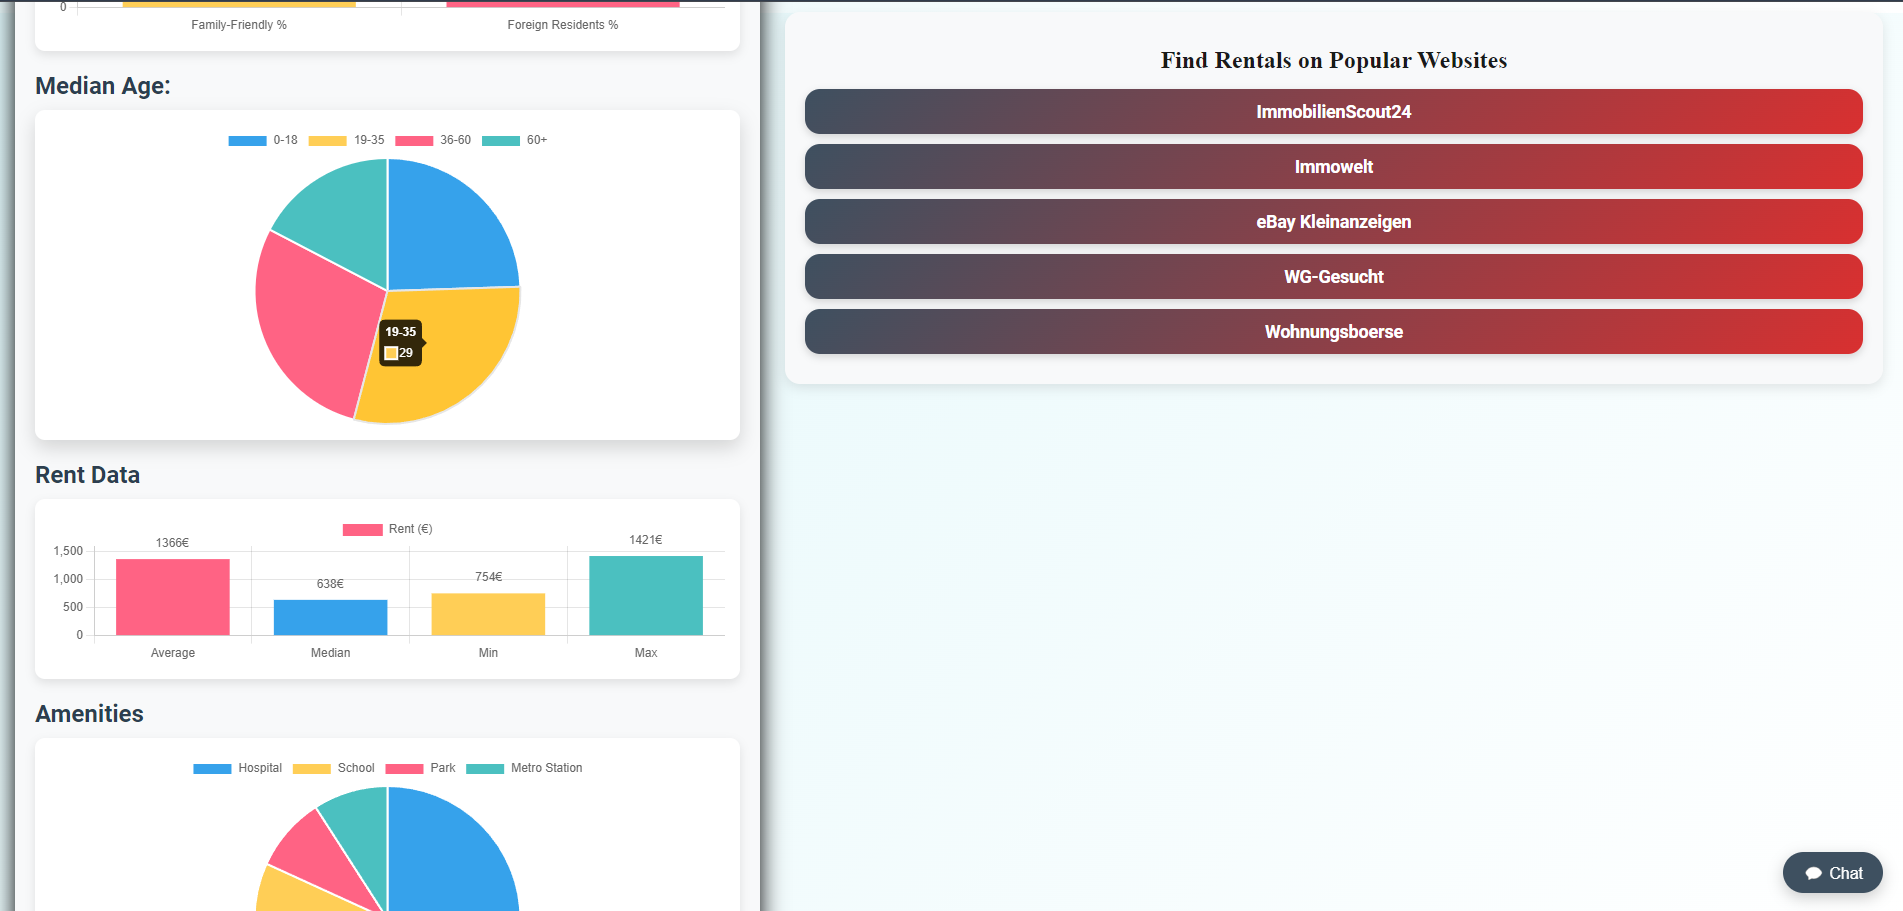 0
Family-Friendly %
Foreign Residents %
Median Age:
0-18 19-35 36-60 60+
19-35
29
Rent Data
Rent (€)
1366€
638€
754€
1421€
1,500
1,000
500
0
Average
Median
Min
Max
Amenities
Hospital School Park Metro Station
Find Rentals on Popular Websites
ImmobilienScout24
Immowelt
eBay Kleinanzeigen
WG-Gesucht
Wohnungsboerse
Chat